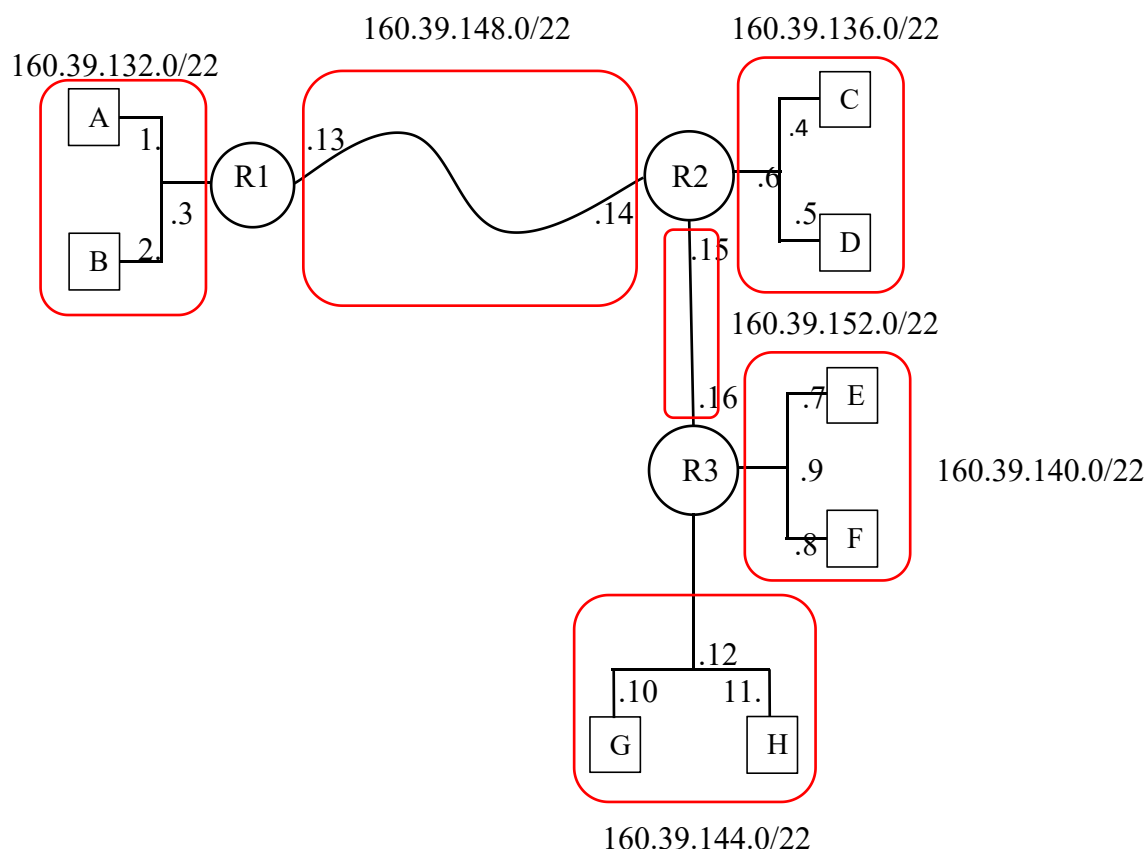 160.39.148.0/22
160.39.136.0/22
160.39.132.0/22
A
1.
.3
B
2.
R1
.13
.14
R2
C
.4
.6
.5
D
.15
160.39.152.0/22
.16
R3
.7
E
.9
160.39.140.0/22
.8
F
.12
.10
11.
G
H
160.39.144.0/22